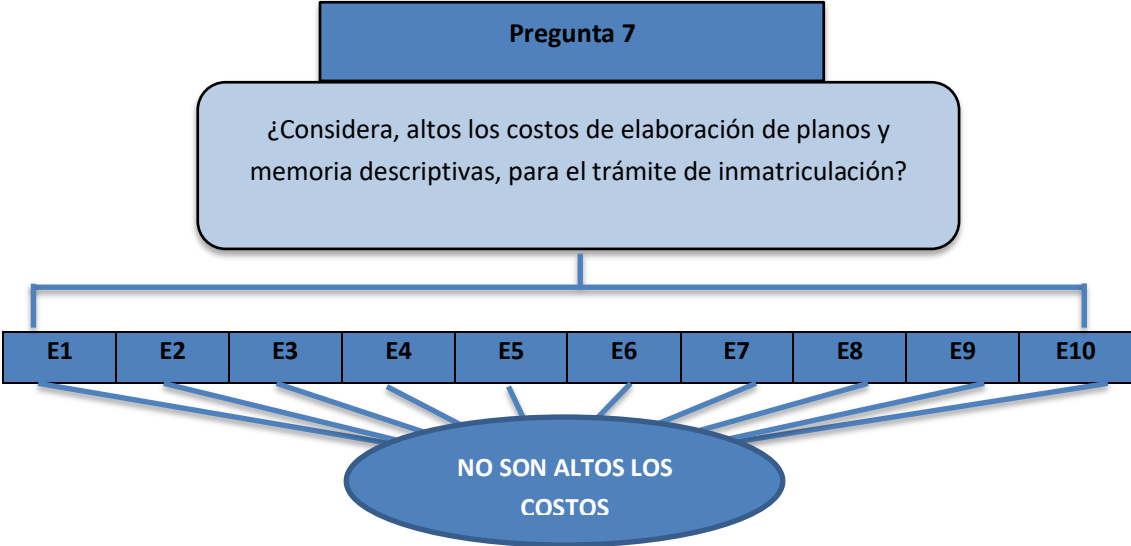 Pregunta 7
¿Considera, altos los costos de elaboración de planos y
memoria descriptivas, para el trámite de inmatriculación?
E1 E2 E3 E4 E5 E6 E7 E8 E9 E10
NO SON ALTOS LOS
COSTOS